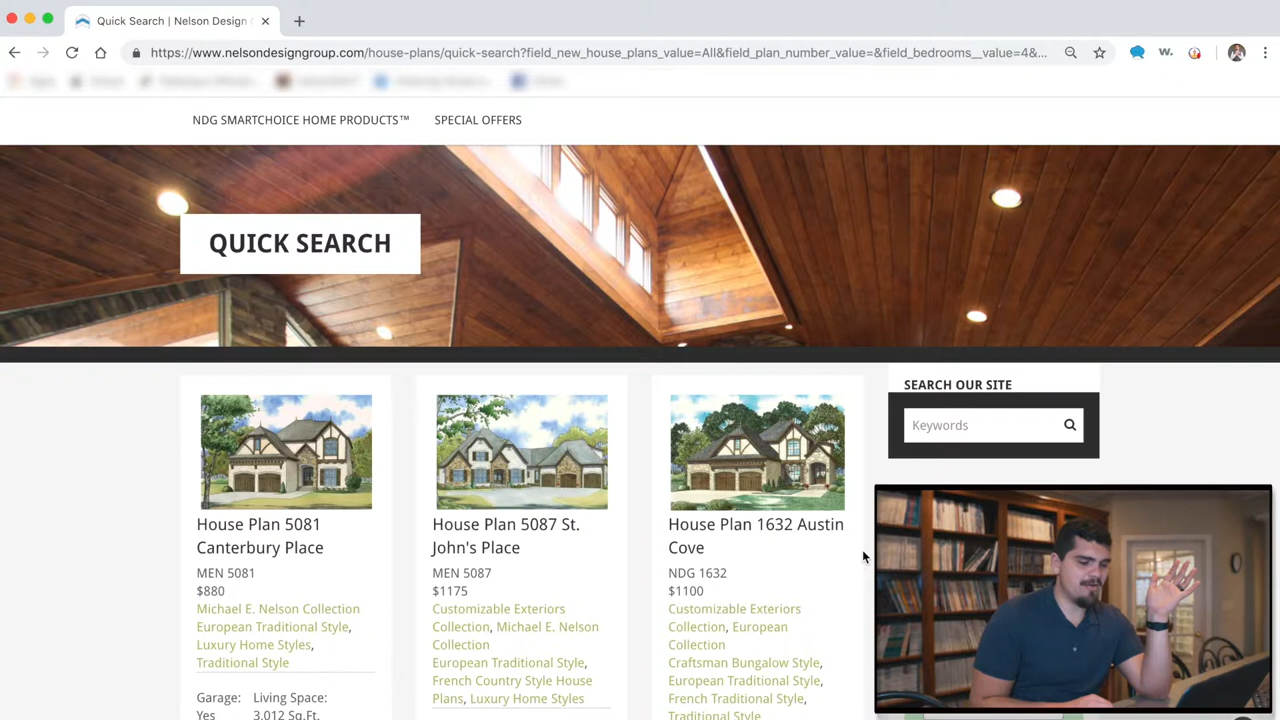 Quick Search | Nelson Design
https://www.nelsondesigngroup.com/house-plans/quick-search?field_new_house_plans_value=All&field_plan_number_value=&field_bedrooms__value=4&...
w.
NDG SMARTCHOICE HOME PRODUCTS™ SPECIAL OFFERS
QUICK SEARCH
House Plan 5081
Canterbury Place
MEN 5081
$880
Michael E. Nelson Collection
European Traditional Style,
Luxury Home Styles,
Traditional Style
Garage: Living Space:
Yes 3,012 Sq.Ft.
House Plan 5087 St.
John's Place
MEN 5087
$1175
Customizable Exteriors
Collection, Michael E. Nelson
Collection
European Traditional Style,
French Country Style House
Plans, Luxury Home Styles
House Plan 1632 Austin
Cove
NDG 1632
$1100
Customizable Exteriors
Collection, European
Collection
Craftsman Bungalow Style,
European Traditional Style,
French Traditional Style,
Traditional Style
SEARCH OUR SITE
Keywords